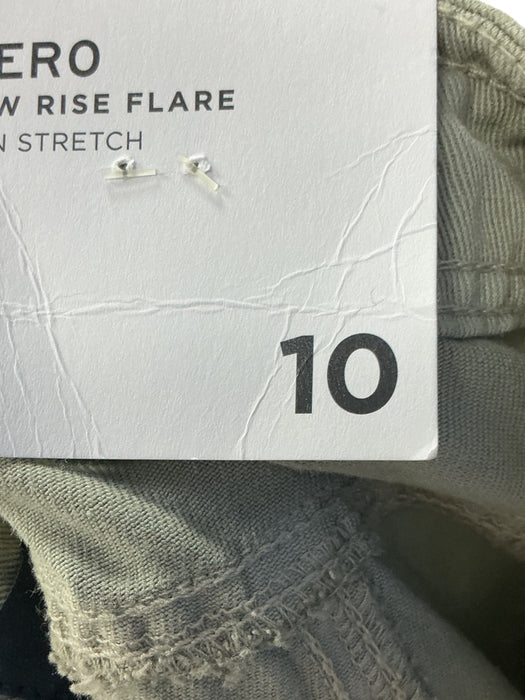 ERO
W RISE FLARE
N STRETCH
10